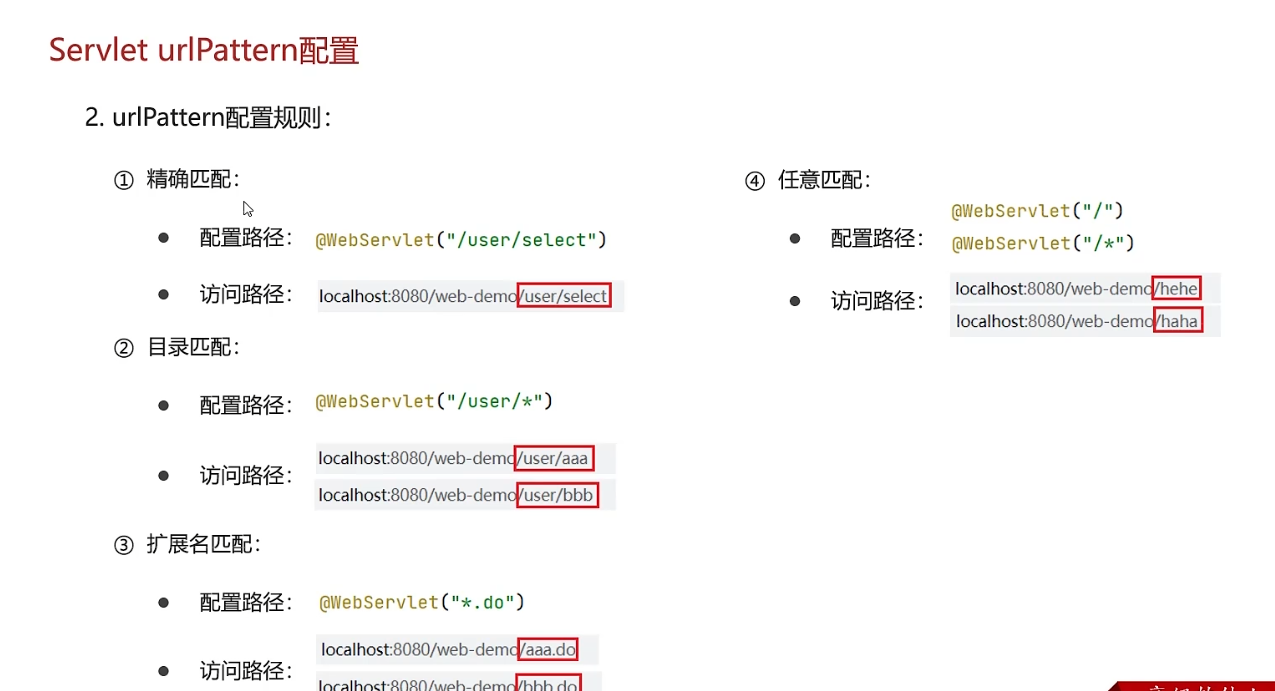 Servlet urlPattern配置
2. urlPattern配置规则：
① 精确匹配：
● 配置路径： @WebServlet("/user/select")
● 访问路径： localhost:8080/web-demo/user/select
② 目录匹配：
● 配置路径： @WebServlet("/user/*")
● 访问路径：
localhost:8080/web-demo/user/aaa
localhost:8080/web-demo/user/bbb
③ 扩展名匹配：
● 配置路径： @WebServlet("*.do")
● 访问路径：
localhost:8080/web-demo/aaa.do
localhost:8080/web-demo/bbb.do
④ 任意匹配：
● 配置路径：
@WebServlet("/")
@WebServlet("/*")
● 访问路径：
localhost:8080/web-demo/hehe
localhost:8080/web-demo/haha